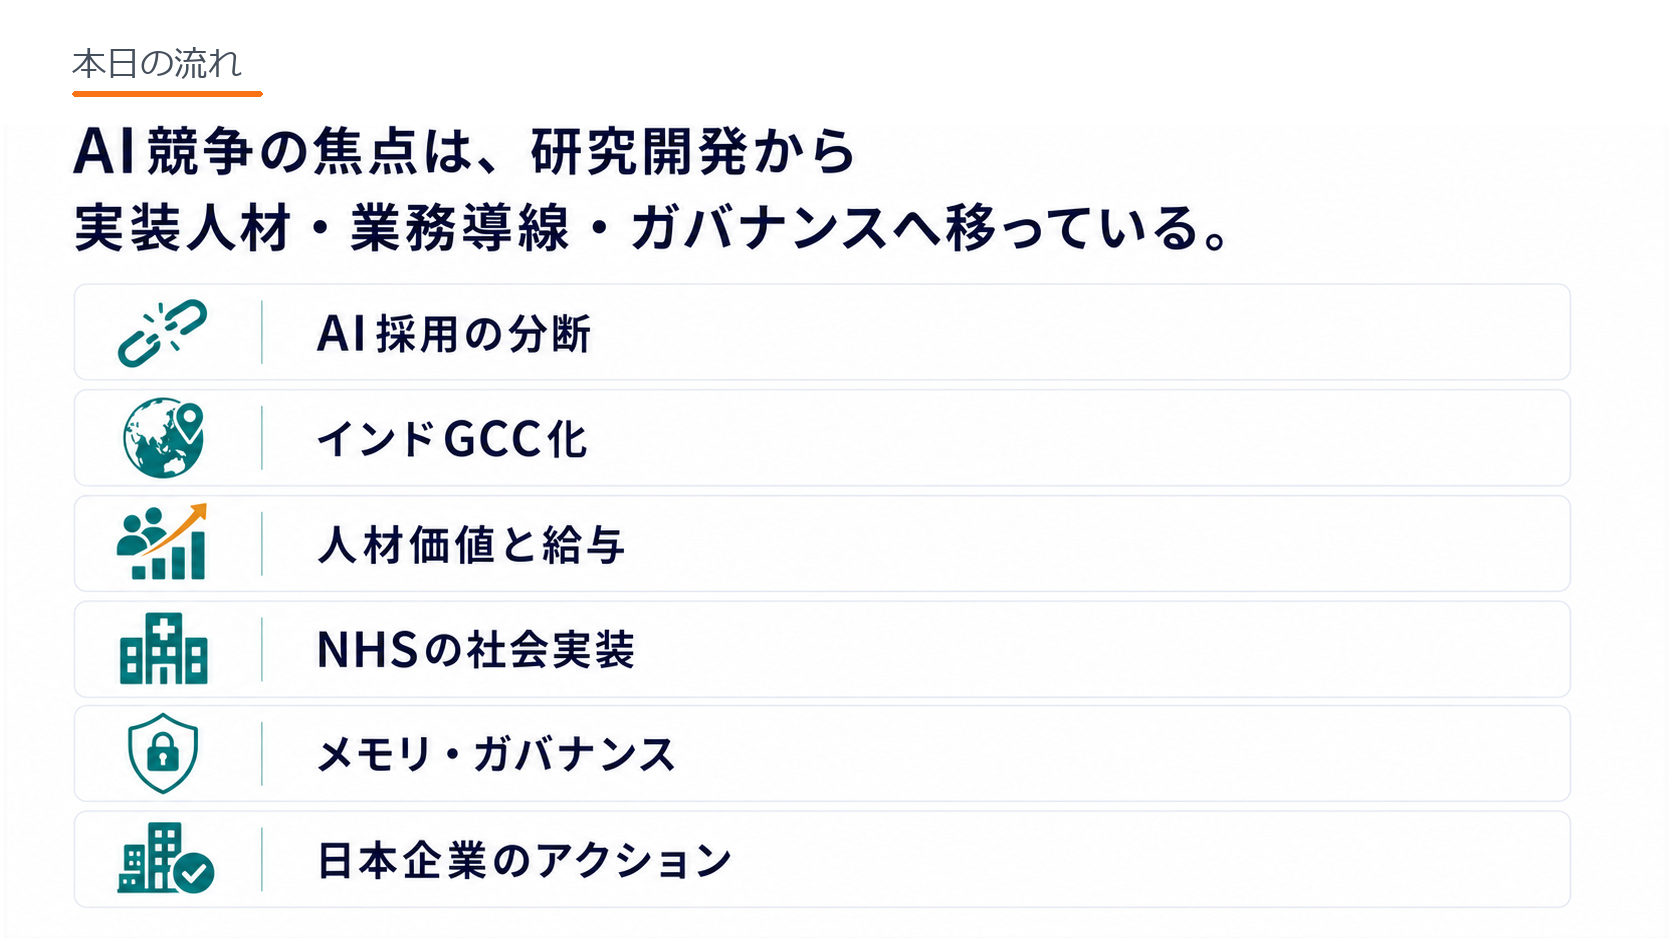 本日の流れ
AI競争の焦点は、研究開発から
実装人材・業務導線・ガバナンスへ移っている。
AI採用の分断
インドGCC化
人材価値と給与
NHSの社会実装
メモリ・ガバナンス
日本企業のアクション